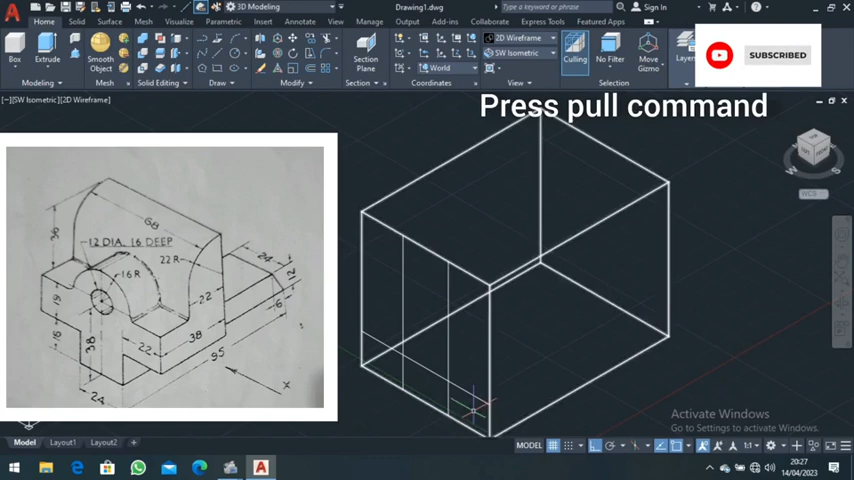 3D Modeling
Drawing1.dwg
Type a keyword or phrase
Sign In
Home
Solid
Surface
Mesh
Visualize
Parametric
Insert
Annotate
View
Manage
Output
Add-ins
Collaborate
Express Tools
Featured Apps
Box
Extrude
Smooth
Object
Section
Plane
World
2D Wireframe
SW Isometric
Culling
No Filter
Move
Gizmo
Layer
SUBSCRIBED
Modeling
Mesh
Solid Editing
Draw
Modify
Section
Coordinates
View
Selection
[−][SW Isometric][2D Wireframe]
Press pull command
68
36
12 DIA. 16 DEEP
22 R
16 R
24
12
6
19
16
38
22
22
38
95
24
X
W
S
WCS
Activate Windows
Go to Settings to activate Windows.
Model
Layout1
Layout2
+
MODEL
1:1
20:27
14/04/2023